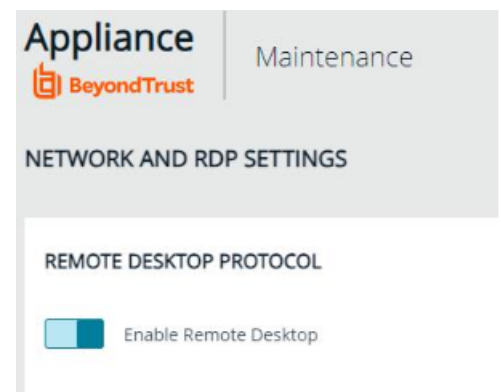 Appliance
BeyondTrust
Maintenance
NETWORK AND RDP SETTINGS
REMOTE DESKTOP PROTOCOL
Enable Remote Desktop